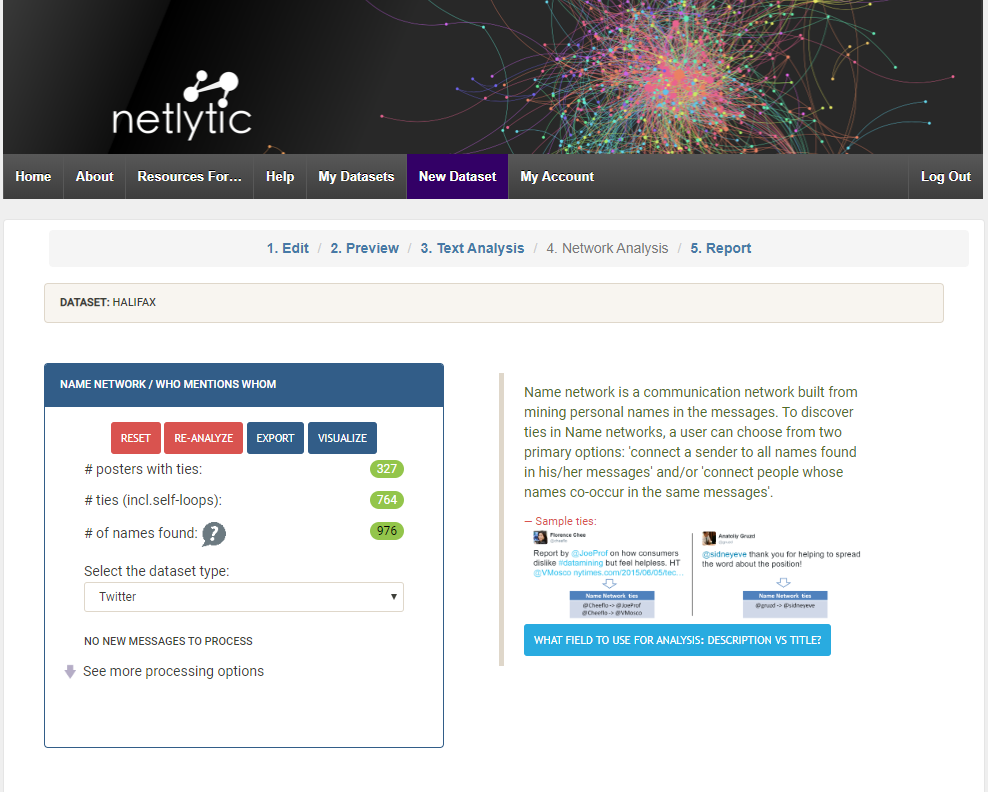 netlytic
Home About Resources For... Help My Datasets New Dataset My Account Log Out
1. Edit / 2. Preview / 3. Text Analysis / 4. Network Analysis / 5. Report
DATASET: HALIFAX
NAME NETWORK / WHO MENTIONS WHOM
RESET RE-ANALYZE EXPORT VISUALIZE
# posters with ties: 327
# ties (incl.self-loops): 764
# of names found: ? 976
Select the dataset type:
Twitter
NO NEW MESSAGES TO PROCESS
See more processing options
Name network is a communication network built from
mining personal names in the messages. To discover
ties in Name networks, a user can choose from two
primary options: 'connect a sender to all names found
in his/her messages' and/or 'connect people whose
names co-occur in the same messages'.
– Sample ties:
Florence Chee
Report by @JoeProf on how consumers
dislike #datamining but feel helpless. HT
@VMosco nytimes.com/2015/06/05/tec...
Name Network ties
@Cheeflo -> @JoeProf
@Cheeflo -> @VMosco
Anatoliy Gruzd
@sidneyeve thank you for helping to spread
the word about the position!
Name Network ties
@gruzd -> @sidneyeve
WHAT FIELD TO USE FOR ANALYSIS: DESCRIPTION VS TITLE?